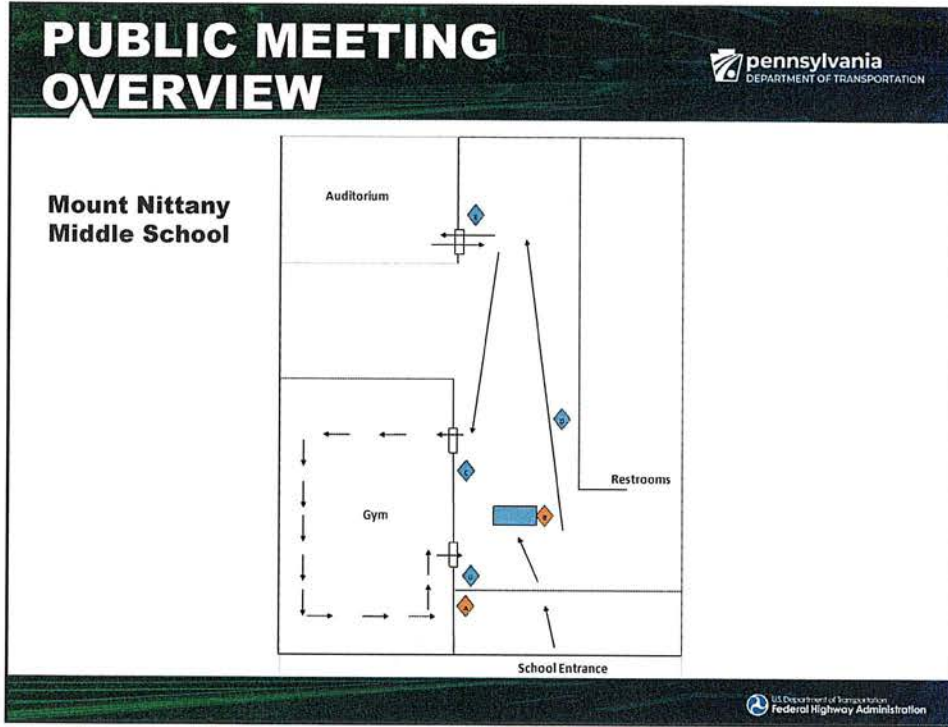 PUBLIC MEETING
OVERVIEW
pennsylvania
DEPARTMENT OF TRANSPORTATION
Mount Nittany
Middle School
Auditorium
D
C
Restrooms
Gym
A
School Entrance
U.S. Department of Transportation
Federal Highway Administration